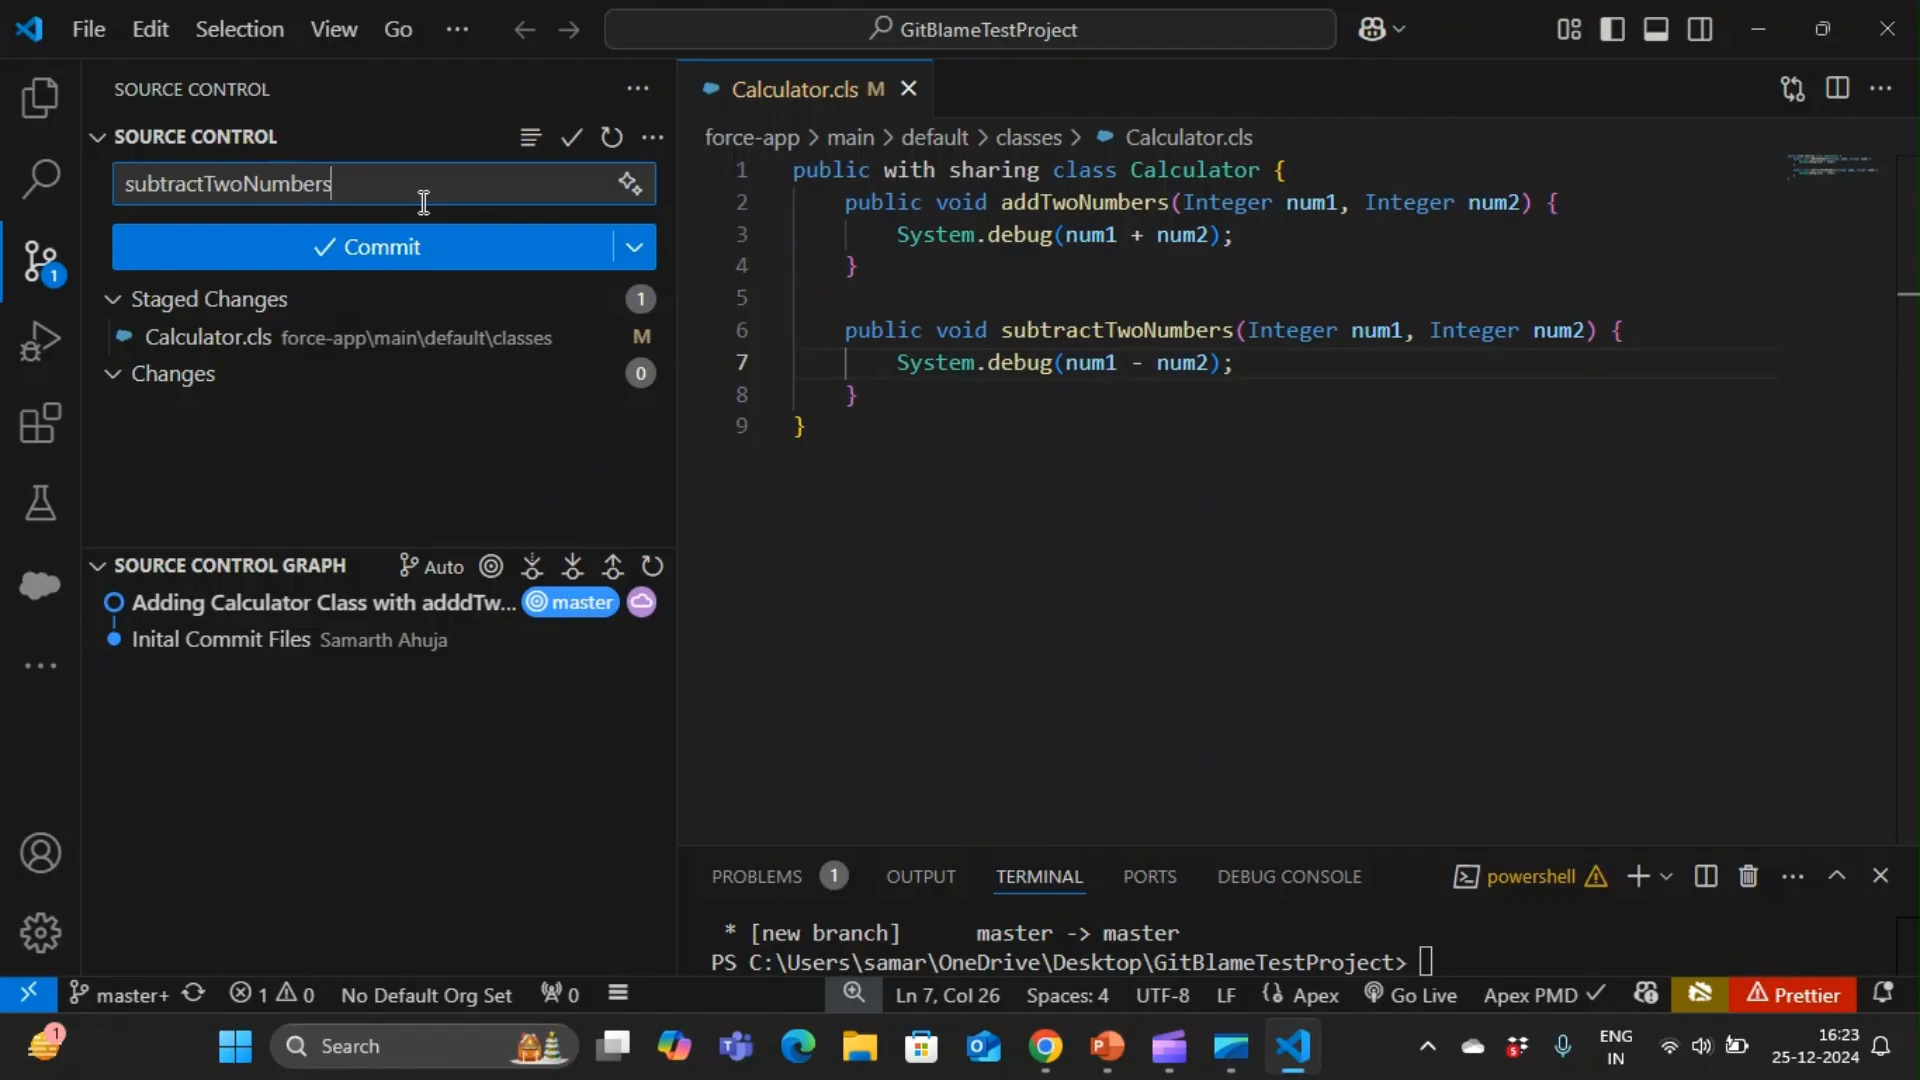 File Edit Selection View Go ··· GitBlameTestProject
SOURCE CONTROL
SOURCE CONTROL
subtractTwoNumbers
Commit
Staged Changes 1
Calculator.cls force-app\main\default\classes M
Changes 0
1
SOURCE CONTROL GRAPH Auto
Adding Calculator Class with adddTw... master
Inital Commit Files Samarth Ahuja
Calculator.cls M
force-app > main > default > classes > Calculator.cls
1 public with sharing class Calculator {
2 public void addTwoNumbers(Integer num1, Integer num2) {
3 System.debug(num1 + num2);
4 }
5
6 public void subtractTwoNumbers(Integer num1, Integer num2) {
7 System.debug(num1 - num2);
8 }
9 }
PROBLEMS 1 OUTPUT TERMINAL PORTS DEBUG CONSOLE powershell
* [new branch] master -> master
PS C:\Users\samar\OneDrive\Desktop\GitBlameTestProject>
master+ 1 0 No Default Org Set 0 Ln 7, Col 26 Spaces: 4 UTF-8 LF {} Apex Go Live Apex PMD Prettier
1 Search ENG 16:23
IN 25-12-2024